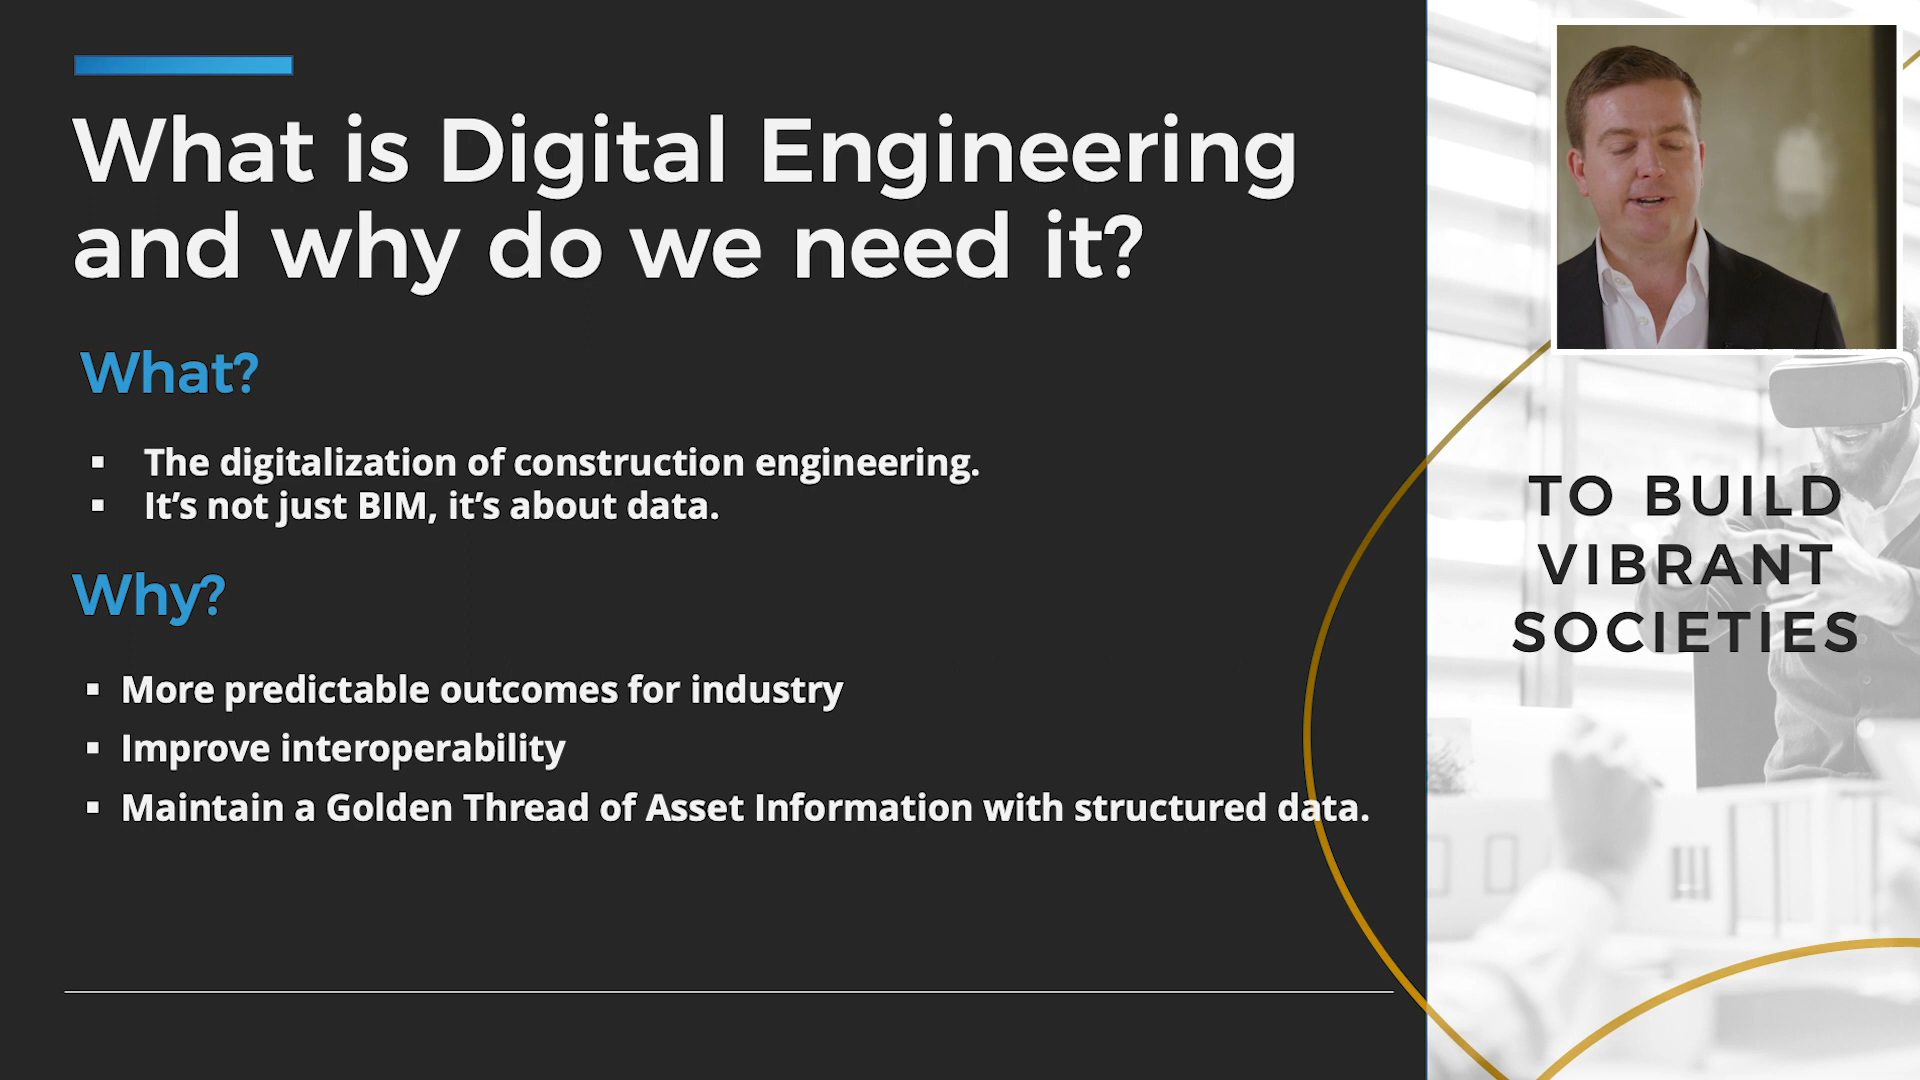 What is Digital Engineering
and why do we need it?
What?
▪ The digitalization of construction engineering.
▪ It’s not just BIM, it’s about data.
Why?
▪ More predictable outcomes for industry
▪ Improve interoperability
▪ Maintain a Golden Thread of Asset Information with structured data.
TO BUILD
VIBRANT
SOCIETIES